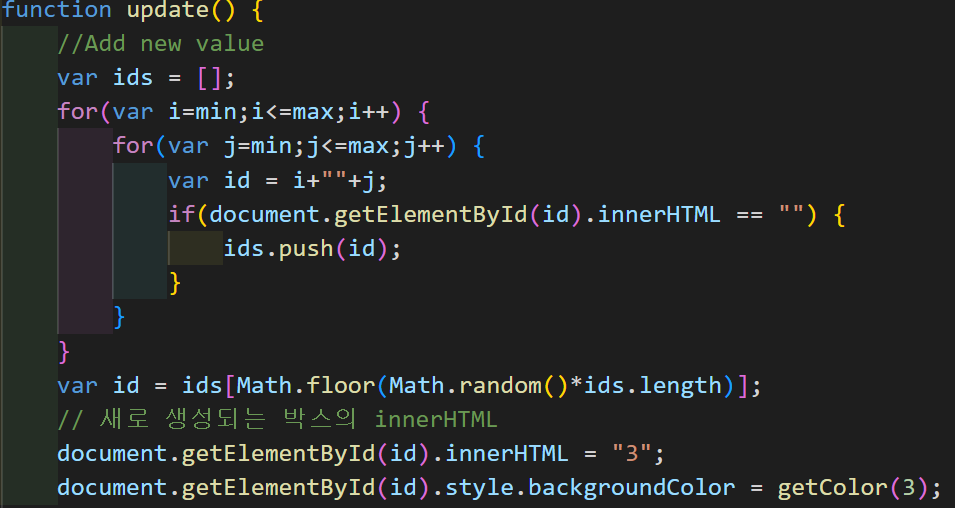 function update() {
//Add new value
var ids = [];
for(var i=min;i<=max;i++) {
for(var j=min;j<=max;j++) {
var id = i+""+j;
if(document.getElementById(id).innerHTML == "") {
ids.push(id);
}
}
}
var id = ids[Math.floor(Math.random()*ids.length)];
// 새로 생성되는 박스의 innerHTML
document.getElementById(id).innerHTML = "3";
document.getElementById(id).style.backgroundColor = getColor(3);